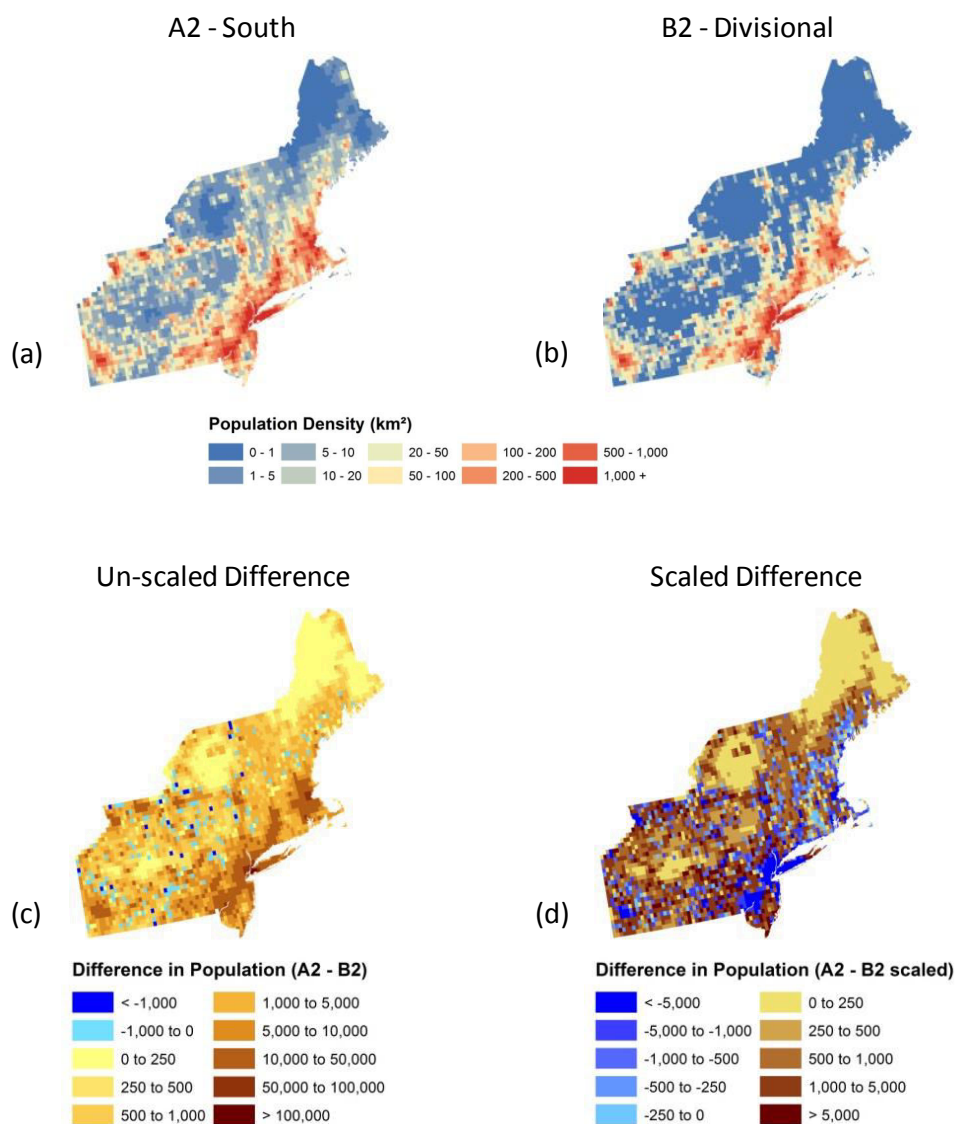 A2 - South
B2 - Divisional
(a)
(b)
Population Density (km²)
0 - 1
5 - 10
20 - 50
100 - 200
500 - 1,000
1 - 5
10 - 20
50 - 100
200 - 500
1,000 +
Un-scaled Difference
Scaled Difference
(c)
(d)
Difference in Population (A2 - B2)
< -1,000
1,000 to 5,000
-1,000 to 0
5,000 to 10,000
0 to 250
10,000 to 50,000
250 to 500
50,000 to 100,000
500 to 1,000
> 100,000
Difference in Population (A2 - B2 scaled)
< -5,000
0 to 250
-5,000 to -1,000
250 to 500
-1,000 to -500
500 to 1,000
-500 to -250
1,000 to 5,000
-250 to 0
> 5,000